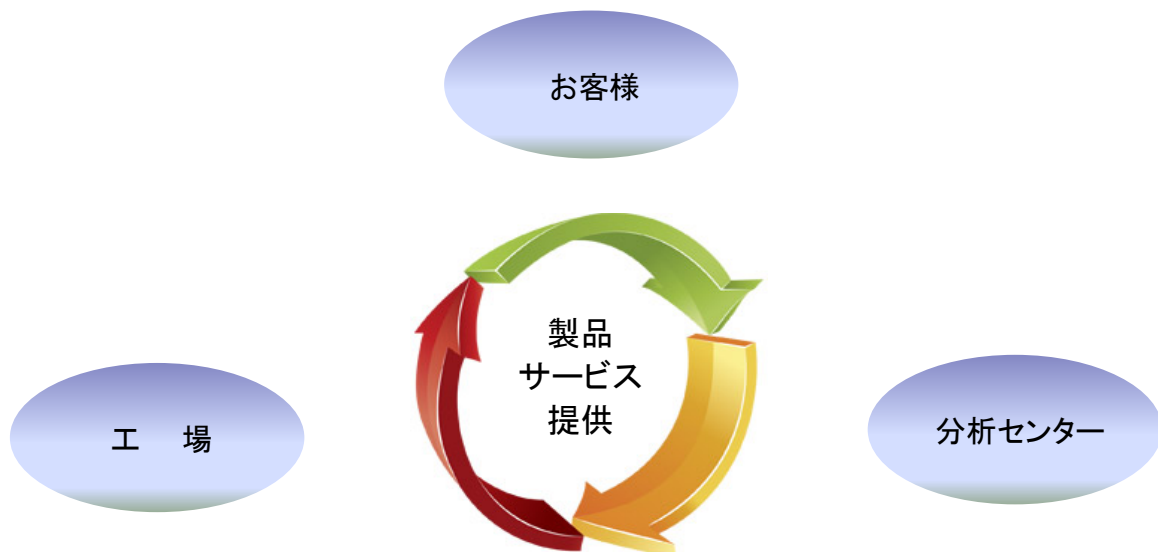 お客様
製品
サービス
提供
工　場
分析センター